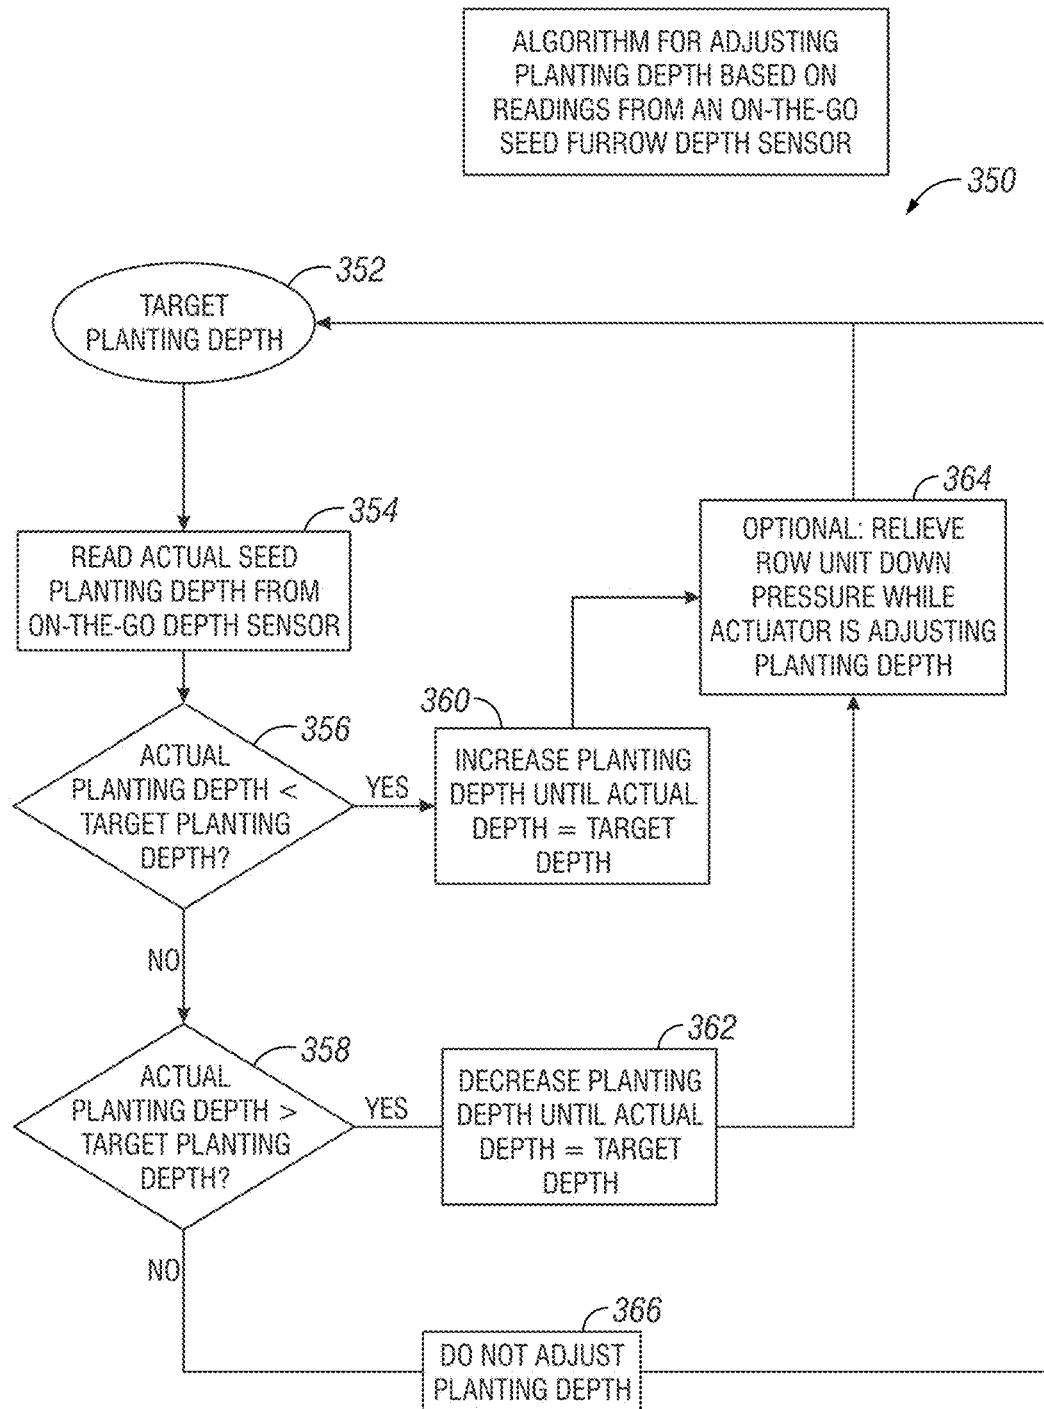 ALGORITHM FOR ADJUSTING
PLANTING DEPTH BASED ON
READINGS FROM AN ON-THE-GO
SEED FURROW DEPTH SENSOR
350
352
TARGET
PLANTING DEPTH
354
READ ACTUAL SEED
PLANTING DEPTH FROM
ON-THE-GO DEPTH SENSOR
364
OPTIONAL: RELIEVE
ROW UNIT DOWN
PRESSURE WHILE
ACTUATOR IS ADJUSTING
PLANTING DEPTH
356
ACTUAL
PLANTING DEPTH <
TARGET PLANTING
DEPTH?
YES
360
INCREASE PLANTING
DEPTH UNTIL ACTUAL
DEPTH = TARGET
DEPTH
NO
358
ACTUAL
PLANTING DEPTH >
TARGET PLANTING
DEPTH?
YES
362
DECREASE PLANTING
DEPTH UNTIL ACTUAL
DEPTH = TARGET
DEPTH
NO
366
DO NOT ADJUST
PLANTING DEPTH